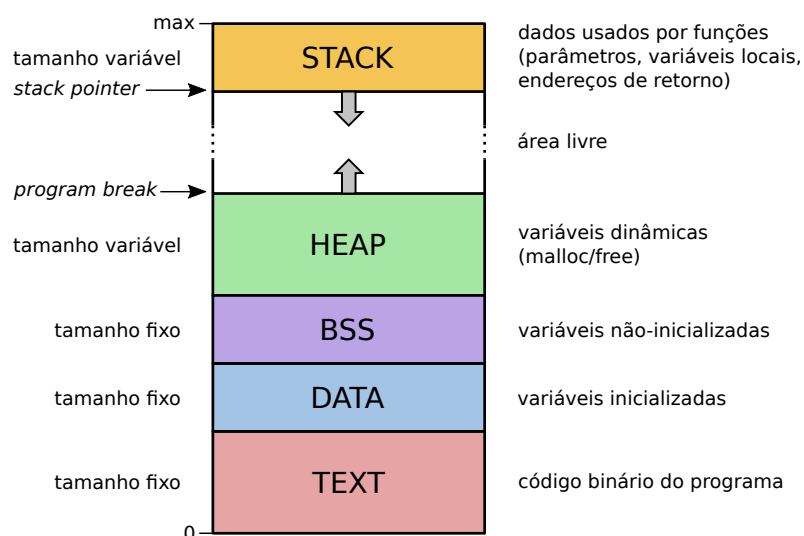 max
STACK
dados usados por funções
(parâmetros, variáveis locais,
endereços de retorno)
tamanho variável
stack pointer
área livre
program break
tamanho variável
HEAP
variáveis dinâmicas
(malloc/free)
tamanho fixo
BSS
variáveis não-inicializadas
tamanho fixo
DATA
variáveis inicializadas
tamanho fixo
TEXT
código binário do programa
0